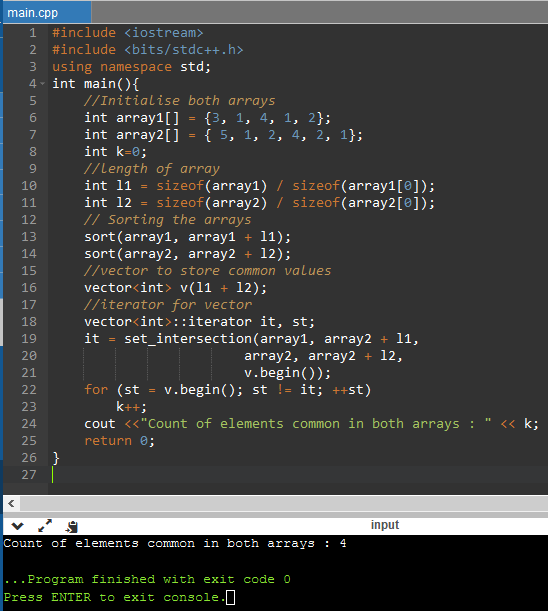 main.cpp
1 #include <iostream>
2 #include <bits/stdc++.h>
3 using namespace std;
4 int main(){
5     //Initialise both arrays
6     int array1[] = {3, 1, 4, 1, 2};
7     int array2[] = { 5, 1, 2, 4, 2, 1};
8     int k=0;
9     //length of array
10     int l1 = sizeof(array1) / sizeof(array1[0]);
11     int l2 = sizeof(array2) / sizeof(array2[0]);
12     // Sorting the arrays
13     sort(array1, array1 + l1);
14     sort(array2, array2 + l2);
15     //vector to store common values
16     vector<int> v(l1 + l2);
17     //iterator for vector
18     vector<int>::iterator it, st;
19     it = set_intersection(array1, array2 + l1,
20                         array2, array2 + l2,
21                         v.begin());
22     for (st = v.begin(); st != it; ++st)
23         k++;
24     cout <<"Count of elements common in both arrays : " << k;
25     return 0;
26 }
27
input
Count of elements common in both arrays : 4
...Program finished with exit code 0
Press ENTER to exit console.